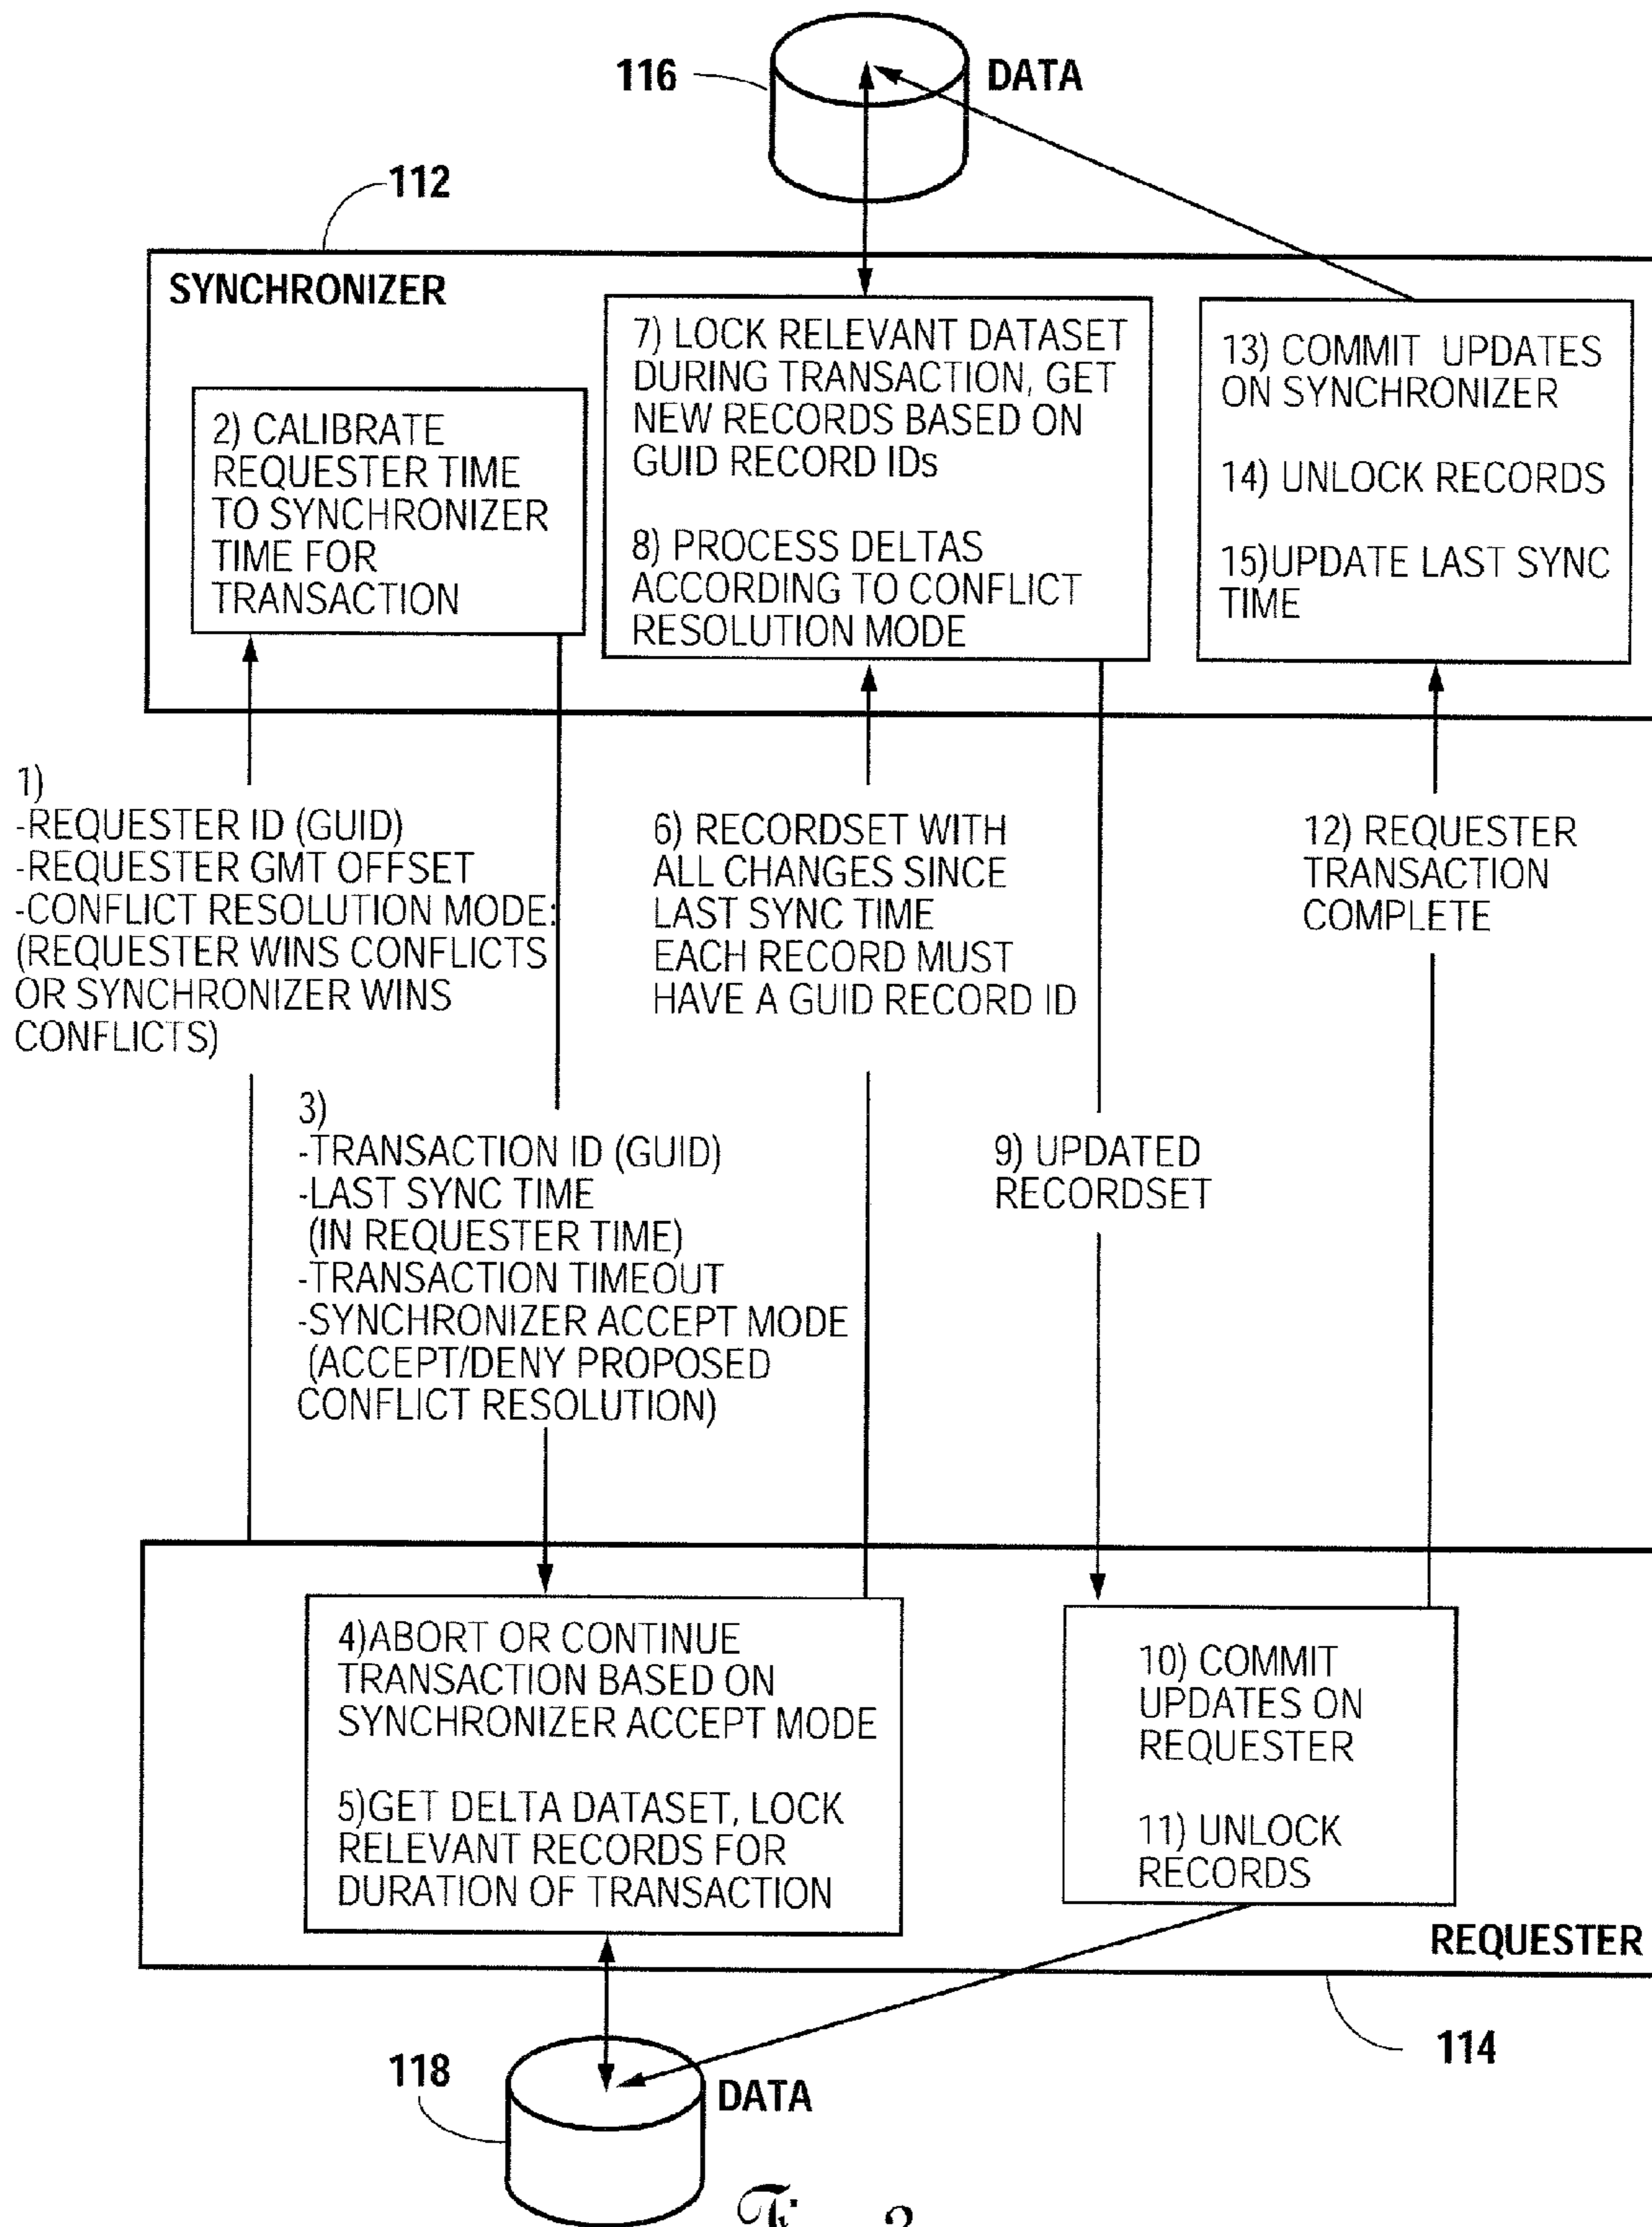 116
DATA
112
SYNCHRONIZER
2) CALIBRATE
REQUESTER TIME
TO SYNCHRONIZER
TIME FOR
TRANSACTION
7) LOCK RELEVANT DATASET
DURING TRANSACTION, GET
NEW RECORDS BASED ON
GUID RECORD IDs
8) PROCESS DELTAS
ACCORDING TO CONFLICT
RESOLUTION MODE
13) COMMIT UPDATES
ON SYNCHRONIZER
14) UNLOCK RECORDS
15)UPDATE LAST SYNC
TIME
1)
-REQUESTER ID (GUID)
-REQUESTER GMT OFFSET
-CONFLICT RESOLUTION MODE:
(REQUESTER WINS CONFLICTS
OR SYNCHRONIZER WINS
CONFLICTS)
3)
-TRANSACTION ID (GUID)
-LAST SYNC TIME
(IN REQUESTER TIME)
-TRANSACTION TIMEOUT
-SYNCHRONIZER ACCEPT MODE
(ACCEPT/DENY PROPOSED
CONFLICT RESOLUTION)
6) RECORDSET WITH
ALL CHANGES SINCE
LAST SYNC TIME
EACH RECORD MUST
HAVE A GUID RECORD ID
9) UPDATED
RECORDSET
12) REQUESTER
TRANSACTION
COMPLETE
4)ABORT OR CONTINUE
TRANSACTION BASED ON
SYNCHRONIZER ACCEPT MODE
5)GET DELTA DATASET, LOCK
RELEVANT RECORDS FOR
DURATION OF TRANSACTION
10) COMMIT
UPDATES ON
REQUESTER
11) UNLOCK
RECORDS
REQUESTER
114
118
DATA